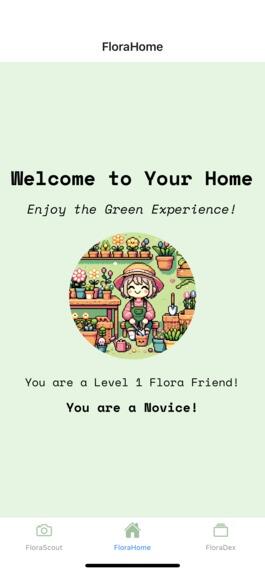 FloraHome
Welcome to Your Home
Enjoy the Green Experience!
You are a Level 1 Flora Friend!
You are a Novice!
FloraScout
FloraHome
FloraDex